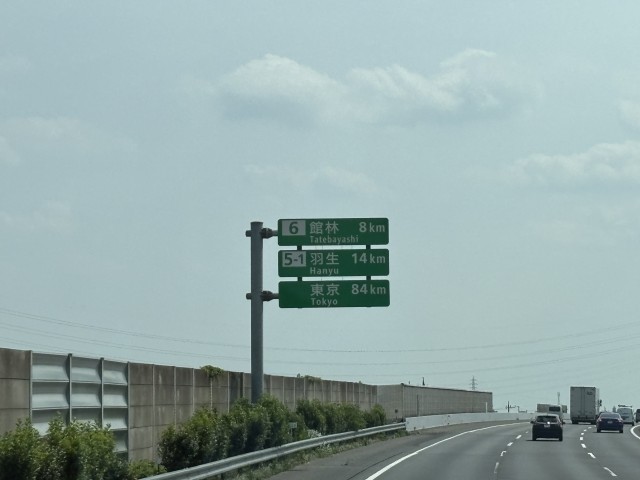 6 館林 8km
Tatebayashi
5-1 羽生 14km
Hanyu
東京 84km
Tokyo